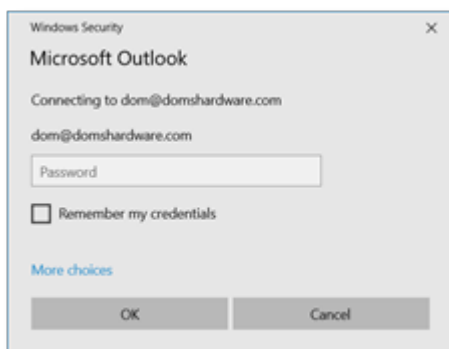 Windows Security
Microsoft Outlook
Connecting to dom@domshardware.com
dom@domshardware.com
Password
Remember my credentials
More choices
OK
Cancel